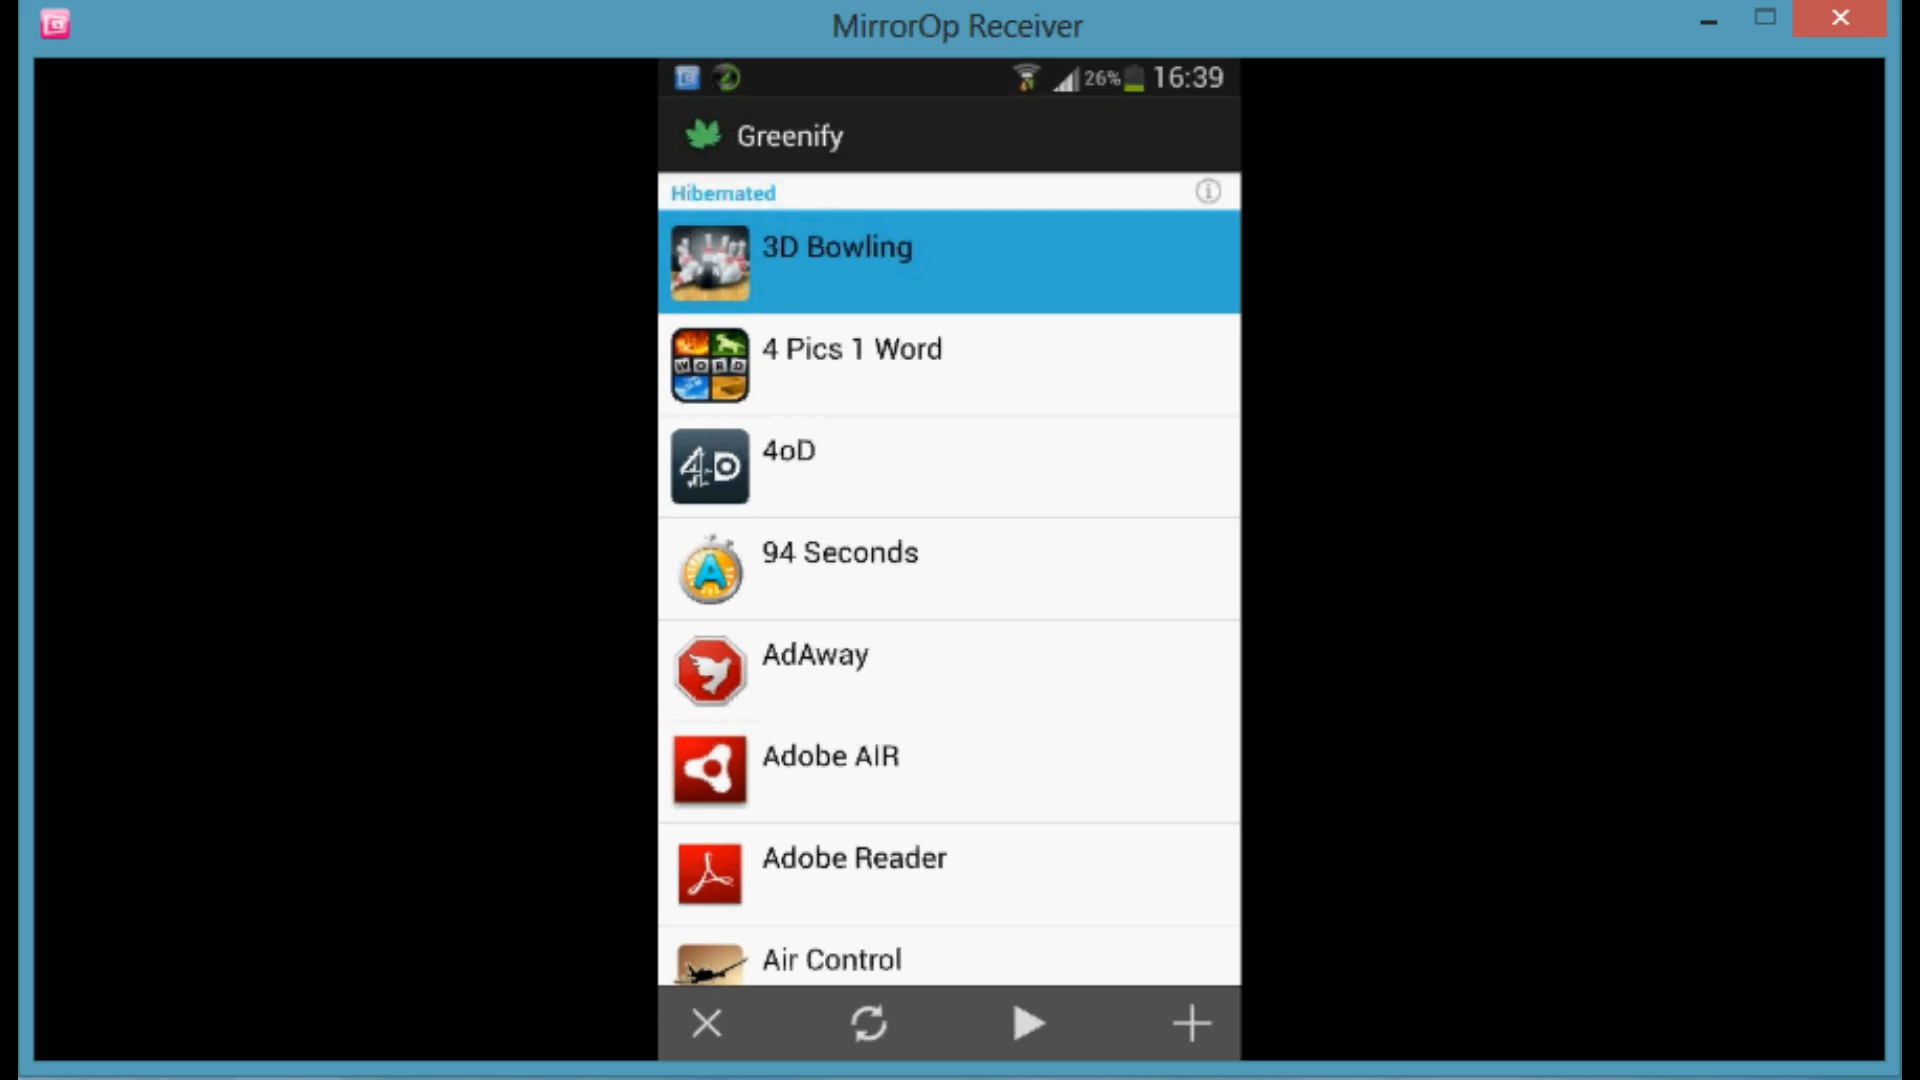 MirrorOp Receiver
26% 16:39
Greenify
Hibernated
3D Bowling
4 Pics 1 Word
WORD
4oD
94 Seconds
A
AdAway
Adobe AIR
Adobe Reader
Air Control